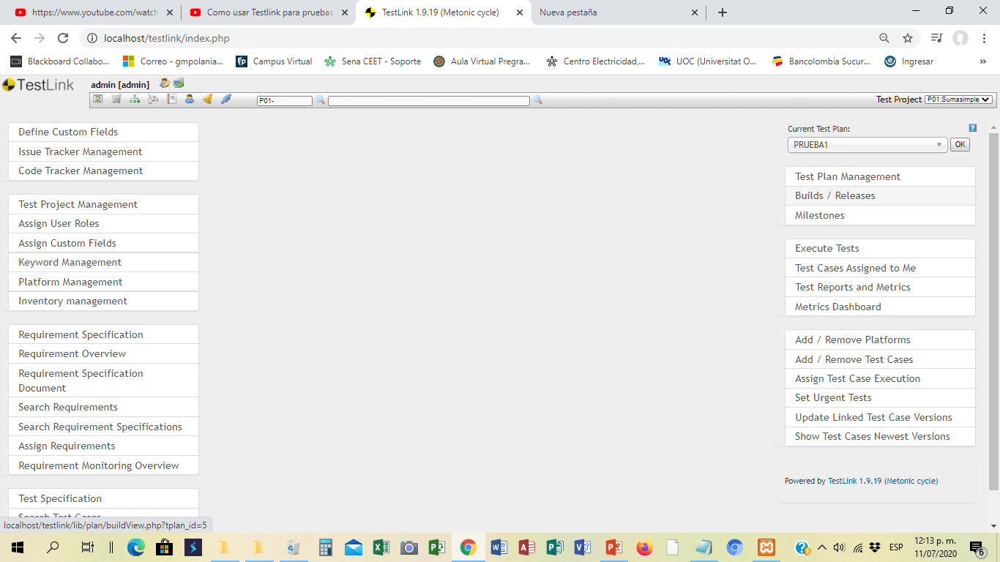 https://www.youtube.com/watch
Como usar Testlink para pruebas
TestLink 1.9.19 (Metonic cycle)
Nueva pestaña
localhost/testlink/index.php
Blackboard Collabo...
Correo - gmpolania...
Campus Virtual
Sena CEET - Soporte
Aula Virtual Pregra...
Centro Electricidad,...
UOC (Universitat O...
Bancolombia Sucur...
Ingresar
»
TestLink
admin [admin]
P01-
Test Project
P01:Sumasimple
Define Custom Fields
Issue Tracker Management
Code Tracker Management
Test Project Management
Assign User Roles
Assign Custom Fields
Keyword Management
Platform Management
Inventory management
Requirement Specification
Requirement Overview
Requirement Specification
Document
Search Requirements
Search Requirement Specifications
Assign Requirements
Requirement Monitoring Overview
Test Specification
Search Test Cases
localhost/testlink/lib/plan/buildView.php?tplan_id=5
Current Test Plan:
PRUEBA1
OK
Test Plan Management
Builds / Releases
Milestones
Execute Tests
Test Cases Assigned to Me
Test Reports and Metrics
Metrics Dashboard
Add / Remove Platforms
Add / Remove Test Cases
Assign Test Case Execution
Set Urgent Tests
Update Linked Test Case Versions
Show Test Cases Newest Versions
Powered by TestLink 1.9.19 (Metonic cycle)
ESP
12:13 p. m.
11/07/2020
6